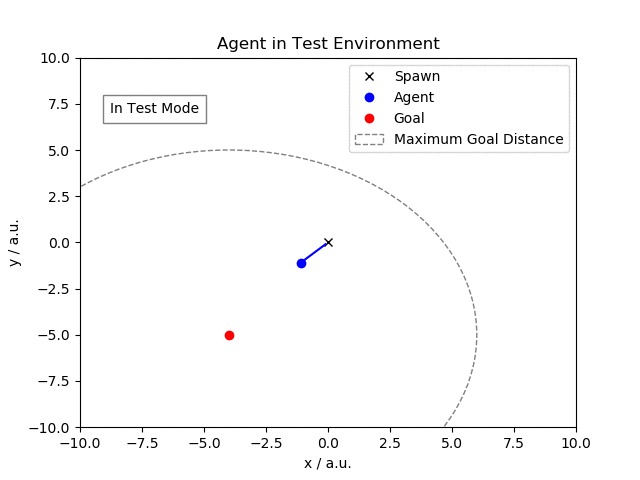 Agent in Test Environment
10.0
7.5
5.0
2.5
0.0
−2.5
−5.0
−7.5
−10.0
y / a.u.
In Test Mode
Spawn
Agent
Goal
Maximum Goal Distance
−10.0 −7.5 −5.0 −2.5 0.0 2.5 5.0 7.5 10.0
x / a.u.